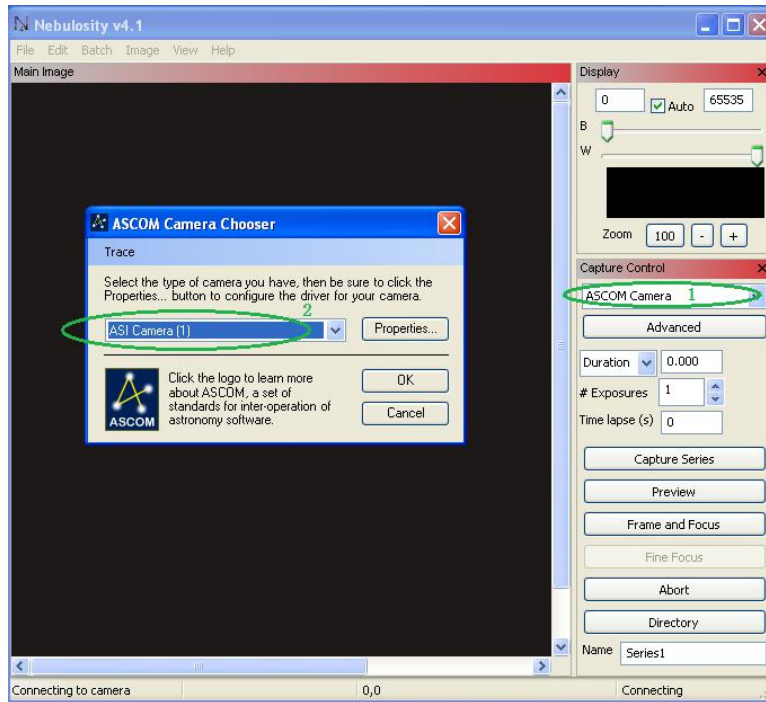 Nebulosity v4.1
File Edit Batch Image View Help
Main Image
Display
0
Auto
65535
B
W
Zoom 100 - +
Capture Control
ASCOM Camera 1
Advanced
Duration 0.000
# Exposures 1
Time lapse (s) 0
Capture Series
Preview
Frame and Focus
Fine Focus
Abort
Directory
Name Series1
ASCOM Camera Chooser
Trace
Select the type of camera you have, then be sure to click the
Properties... button to configure the driver for your camera.
2
ASI Camera (1)
Properties...
Click the logo to learn more
about ASCOM, a set of
standards for inter-operation of
astronomy software.
ASCOM
OK
Cancel
Connecting to camera
0,0
Connecting